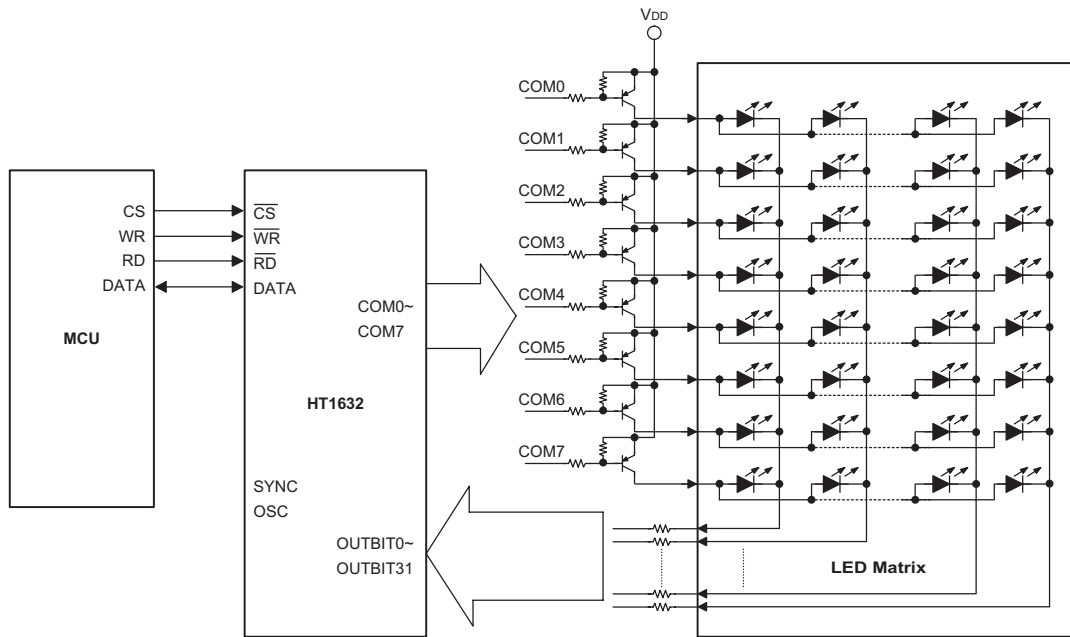 VDD
COM0
COM1
COM2
COM3
COM4
COM5
COM6
COM7
CS
WR
RD
DATA
MCU
CS
WR
RD
DATA
COM0~
COM7
HT1632
SYNC
OSC
OUTBIT0~
OUTBIT31
LED Matrix